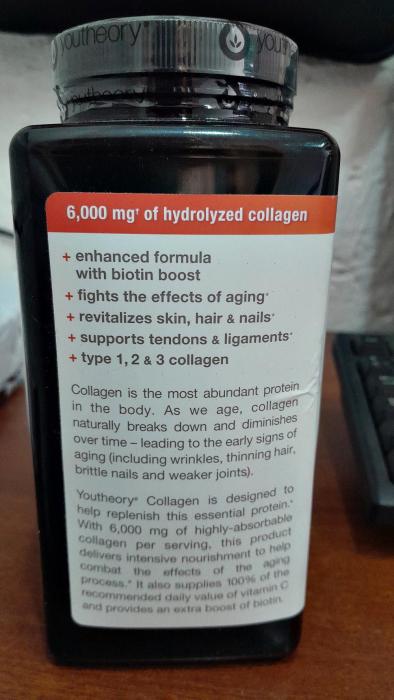 youtheory
you
youtheory
6,000 mg† of hydrolyzed collagen
+ enhanced formula
with biotin boost
+ fights the effects of aging*
+ revitalizes skin, hair & nails*
+ supports tendons & ligaments*
+ type 1, 2 & 3 collagen
Collagen is the most abundant protein
in the body. As we age, collagen
naturally breaks down and diminishes
over time – leading to the early signs of
aging (including wrinkles, thinning hair,
brittle nails and weaker joints).
Youtheory® Collagen is designed to
help replenish this essential protein.*
With 6,000 mg of highly-absorbable
collagen per serving, this product
delivers intensive nourishment to help
combat the effects of the aging
process.* It also supplies 100% of the
recommended daily value of vitamin C
and provides an extra boost of biotin.